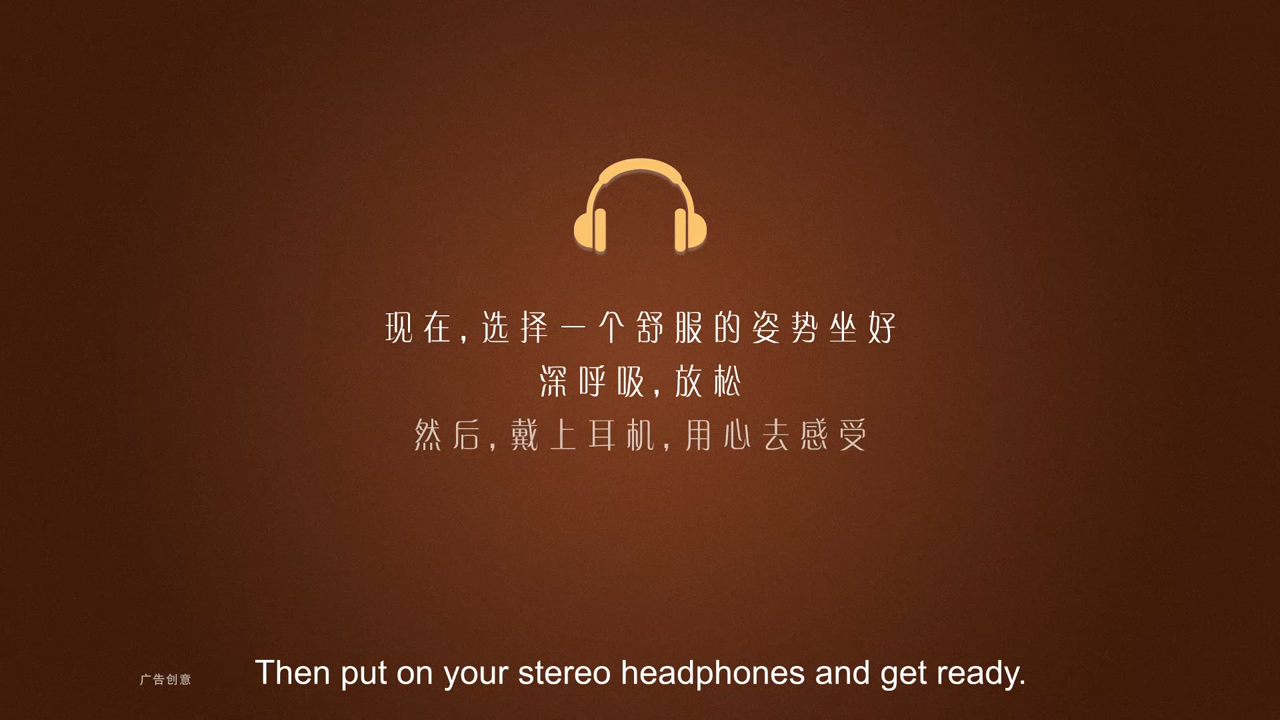 现在,选择一个舒服的姿势坐好
深呼吸,放松
然后,戴上耳机,用心去感受
广告创意
Then put on your stereo headphones and get ready.